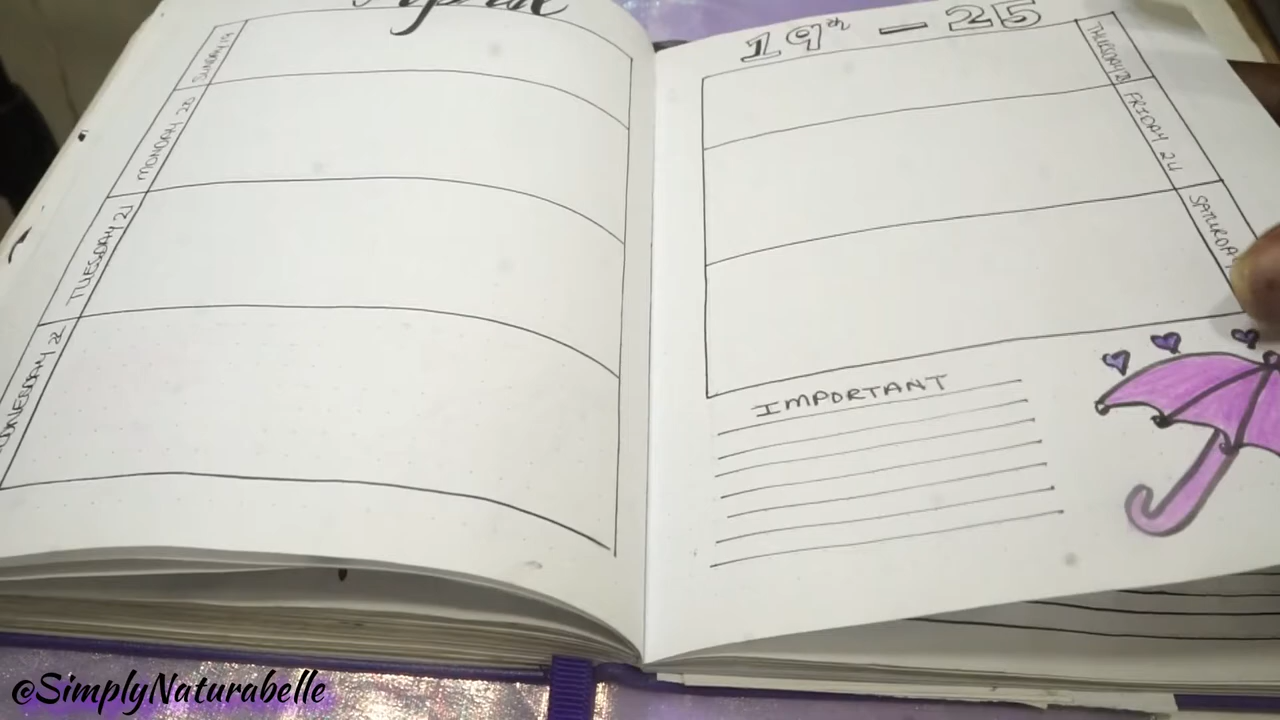 April
SUNDAY 19
MONDAY 20
TUESDAY 21
WEDNESDAY 22
19th - 25
THURSDAY 23
FRIDAY 24
SATURDAY
IMPORTANT
@SimplyNaturabelle